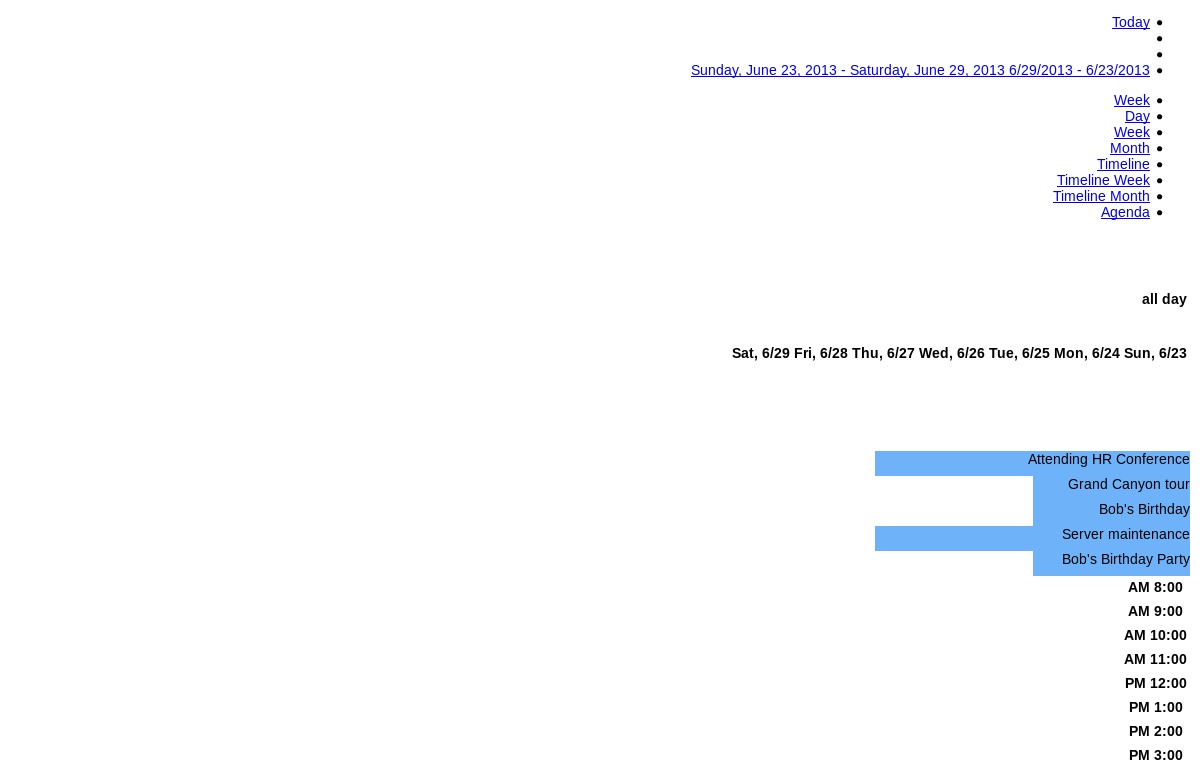 Today
Sunday, June 23, 2013 - Saturday, June 29, 2013 6/29/2013 - 6/23/2013
Week
Day
Week
Month
Timeline
Timeline Week
Timeline Month
Agenda
all day
Sat, 6/29 Fri, 6/28 Thu, 6/27 Wed, 6/26 Tue, 6/25 Mon, 6/24 Sun, 6/23
Attending HR Conference
Grand Canyon tour
Bob's Birthday
Server maintenance
Bob's Birthday Party
AM 8:00
AM 9:00
AM 10:00
AM 11:00
PM 12:00
PM 1:00
PM 2:00
PM 3:00